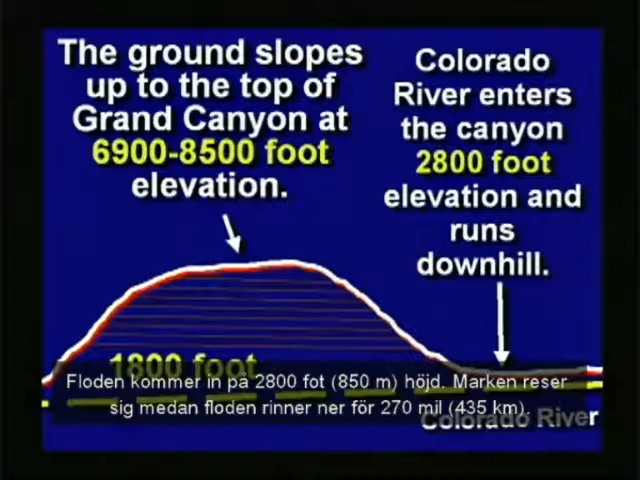 The ground slopes
up to the top of
Grand Canyon at
6900-8500 foot
elevation.
Colorado
River enters
the canyon
2800 foot
elevation and
runs
downhill.
1800 foot
Floden kommer in på 2800 fot (850 m) höjd. Marken reser
sig medan floden rinner ner för 270 mil (435 km).
Colorado River